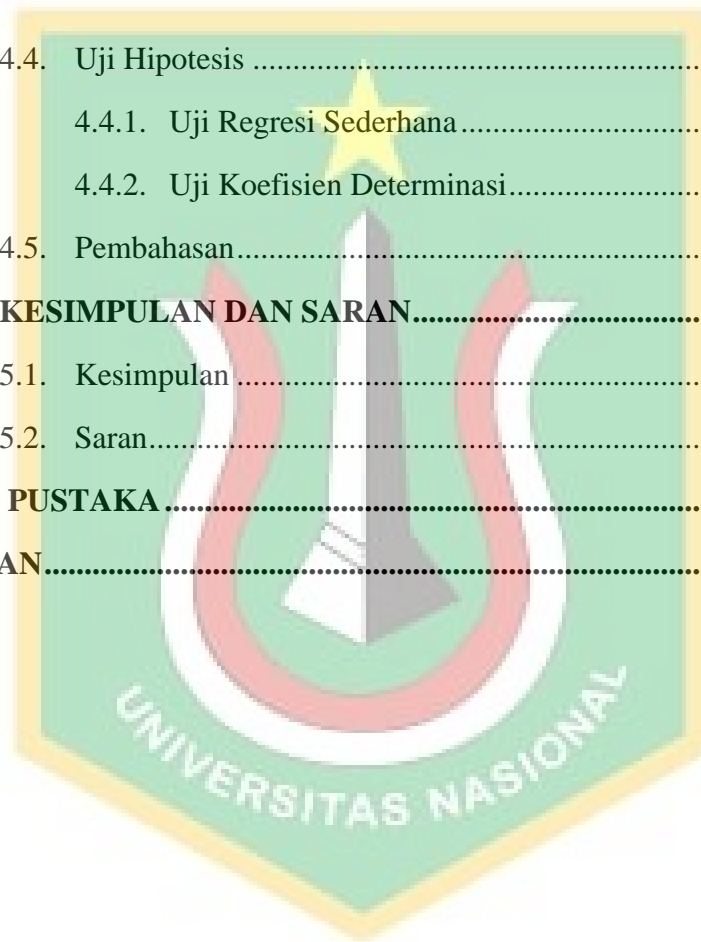 4.4. Uji Hipotesis ........................................................
4.4.1. Uji Regresi Sederhana ..............................
4.4.2. Uji Koefisien Determinasi........................
4.5. Pembahasan..........................................................
KESIMPULAN DAN SARAN....................................
5.1. Kesimpulan ..........................................................
5.2. Saran.....................................................................
PUSTAKA ..................................................................
AN.................................................................................
UNIVERSITAS NASIONAL